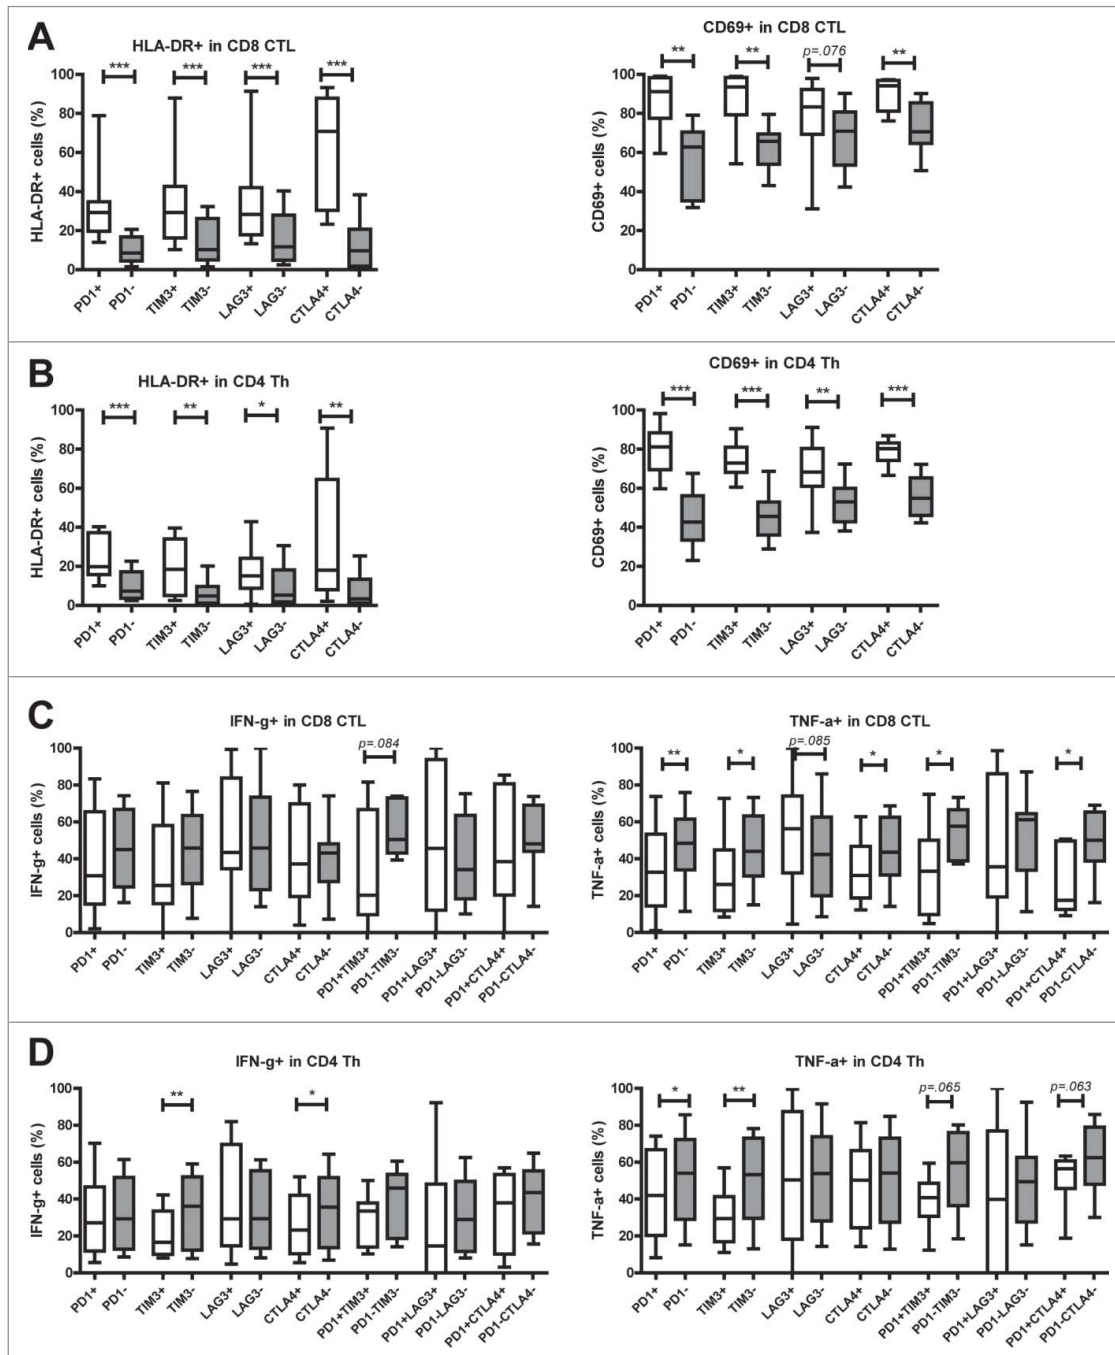 A
HLA-DR+ in CD8 CTL
*** *** *** ***
HLA-DR+ cells (%)
100
80
60
40
20
0
PD1+ PD1- TIM3+ TIM3- LAG3+ LAG3- CTLA4+ CTLA4-
CD69+ in CD8 CTL
** ** p=.076 **
CD69+ cells (%)
100
80
60
40
20
0
PD1+ PD1- TIM3+ TIM3- LAG3+ LAG3- CTLA4+ CTLA4-
B
HLA-DR+ in CD4 Th
*** ** * **
HLA-DR+ cells (%)
100
80
60
40
20
0
PD1+ PD1- TIM3+ TIM3- LAG3+ LAG3- CTLA4+ CTLA4-
CD69+ in CD4 Th
*** *** ** ***
CD69+ cells (%)
100
80
60
40
20
0
PD1+ PD1- TIM3+ TIM3- LAG3+ LAG3- CTLA4+ CTLA4-
C
IFN-g+ in CD8 CTL
p=.084
IFN-g+ cells (%)
100
80
60
40
20
0
PD1+ PD1- TIM3+ TIM3- LAG3+ LAG3- CTLA4+ CTLA4- PD1+TIM3+ PD1-TIM3- PD1+LAG3+ PD1-LAG3- PD1+CTLA4+ PD1-CTLA4-
TNF-a+ in CD8 CTL
** * p=.085 * * *
TNF-a+ cells (%)
100
80
60
40
20
0
PD1+ PD1- TIM3+ TIM3- LAG3+ LAG3- CTLA4+ CTLA4- PD1+TIM3+ PD1-TIM3- PD1+LAG3+ PD1-LAG3- PD1+CTLA4+ PD1-CTLA4-
D
IFN-g+ in CD4 Th
** *
IFN-g+ cells (%)
100
80
60
40
20
0
PD1+ PD1- TIM3+ TIM3- LAG3+ LAG3- CTLA4+ CTLA4- PD1+TIM3+ PD1-TIM3- PD1+LAG3+ PD1-LAG3- PD1+CTLA4+ PD1-CTLA4-
TNF-a+ in CD4 Th
* ** p=.065 p=.063
TNF-a+ cells (%)
100
80
60
40
20
0
PD1+ PD1- TIM3+ TIM3- LAG3+ LAG3- CTLA4+ CTLA4- PD1+TIM3+ PD1-TIM3- PD1+LAG3+ PD1-LAG3- PD1+CTLA4+ PD1-CTLA4-